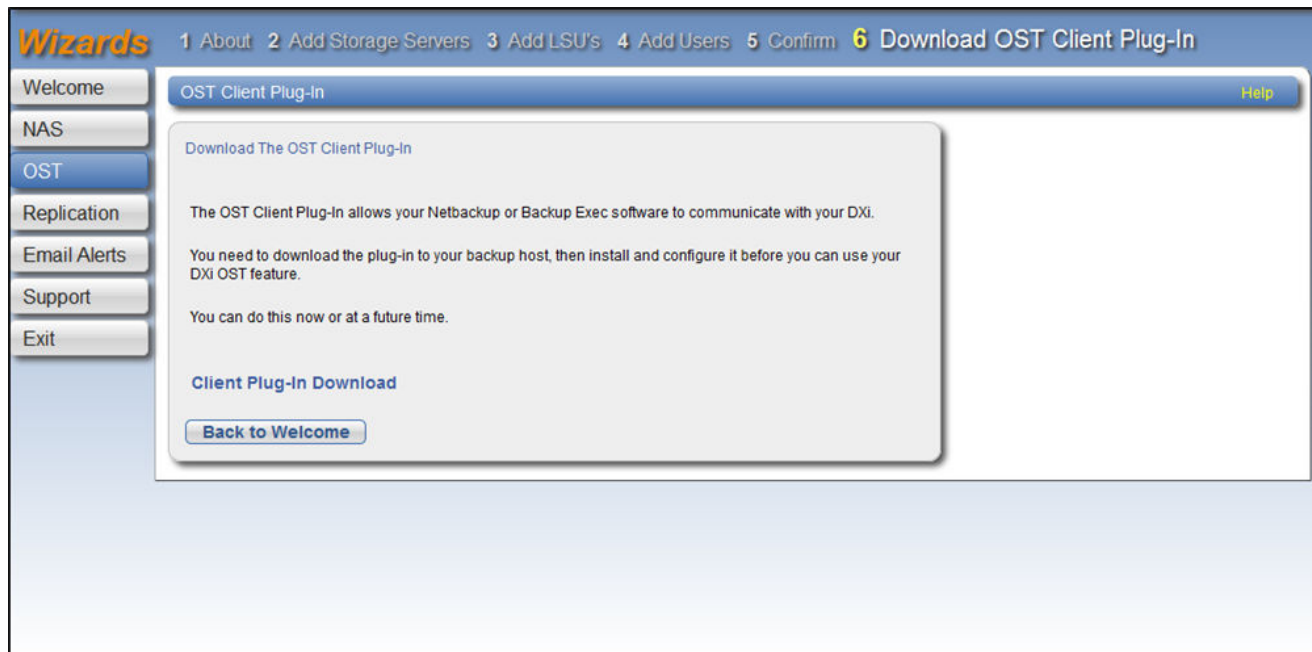 Wizards
1 About 2 Add Storage Servers 3 Add LSU's 4 Add Users 5 Confirm 6 Download OST Client Plug-In
Welcome
NAS
OST
Replication
Email Alerts
Support
Exit
OST Client Plug-In
Help
Download The OST Client Plug-In
The OST Client Plug-In allows your Netbackup or Backup Exec software to communicate with your DXi.
You need to download the plug-in to your backup host, then install and configure it before you can use your
DXi OST feature.
You can do this now or at a future time.
Client Plug-In Download
Back to Welcome